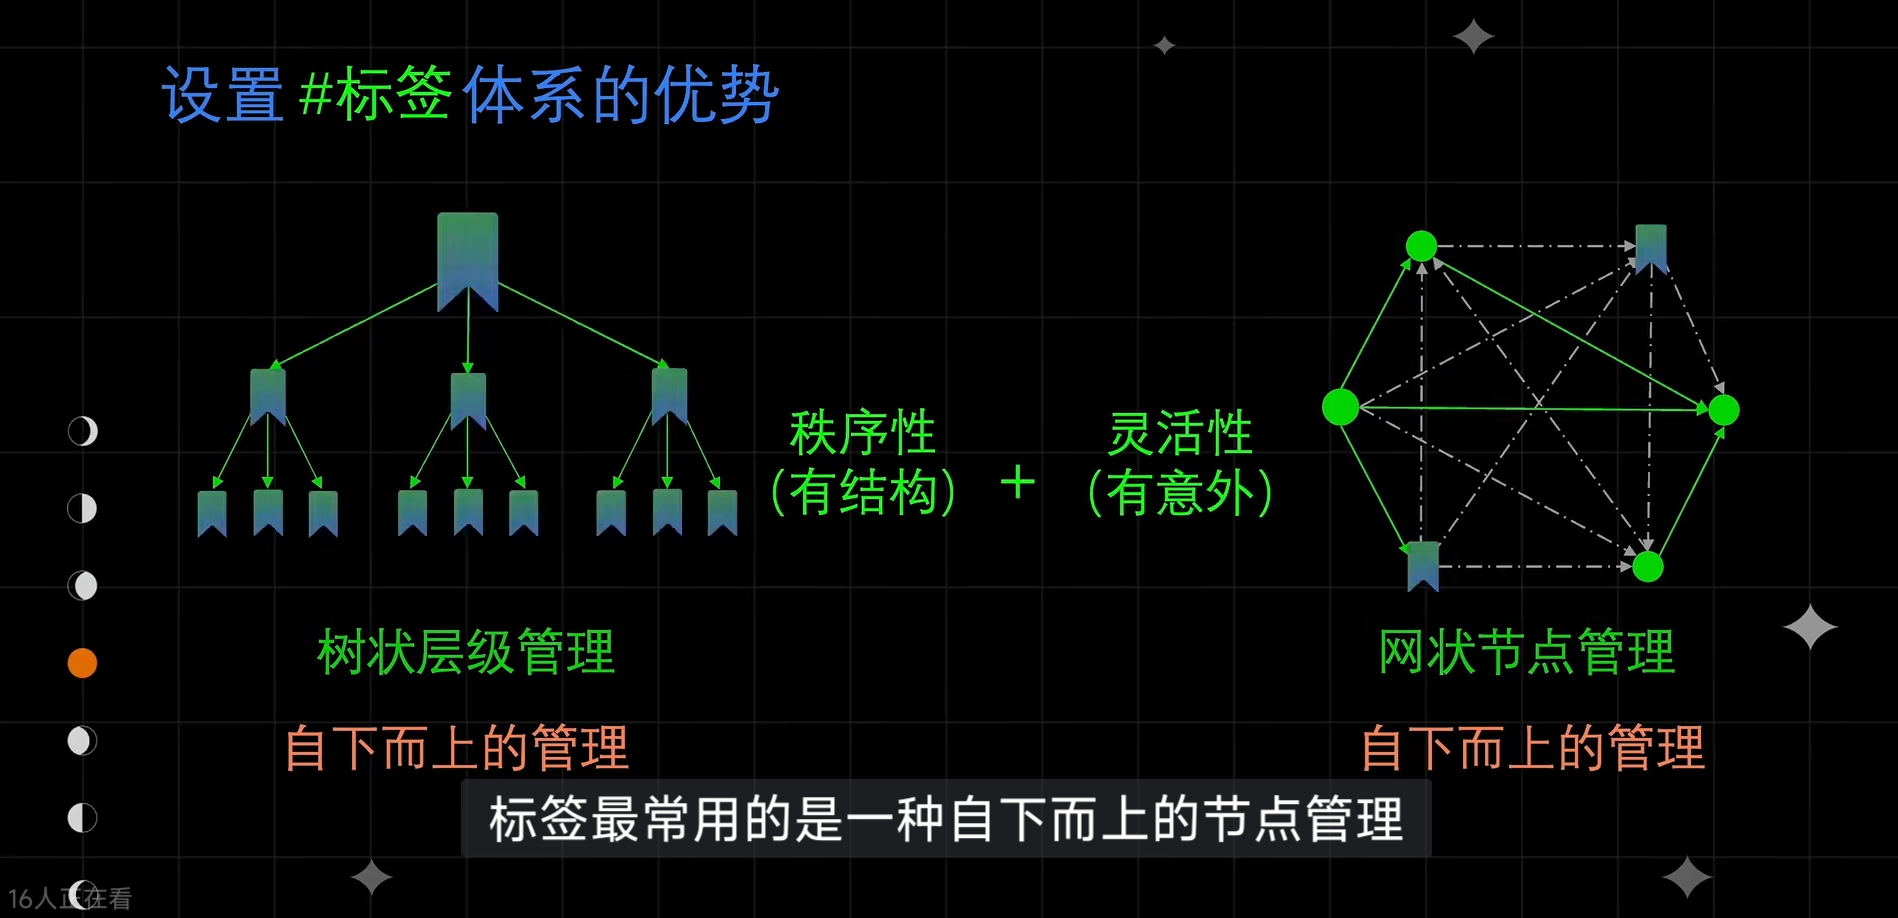 设置 #标签 体系的优势
秩序性
(有结构)
+
灵活性
(有意外)
树状层级管理
网状节点管理
自下而上的管理
自下而上的管理
标签最常用的是一种自下而上的节点管理
16人正在看